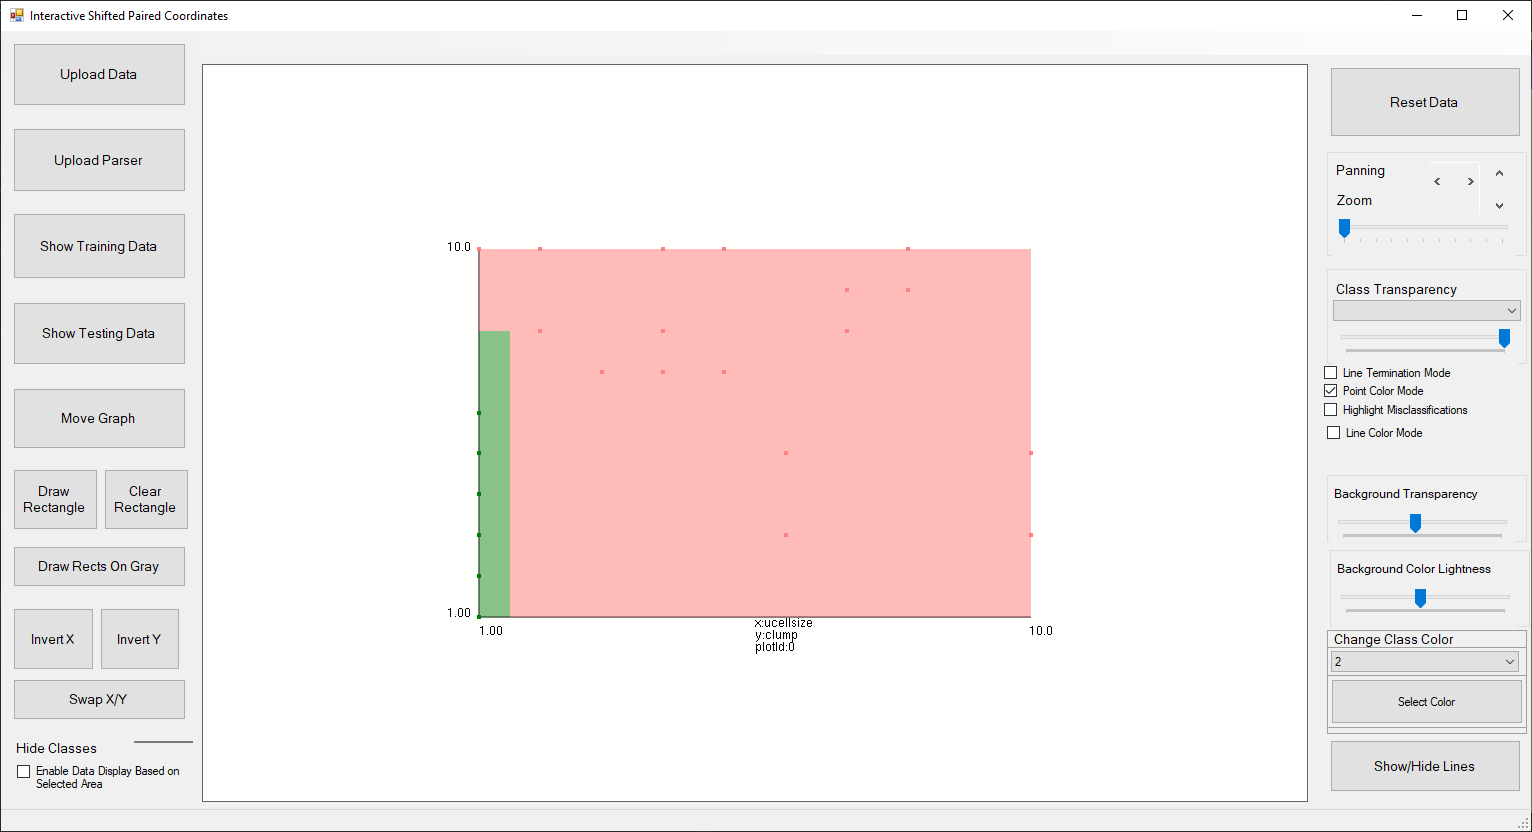 Interactive Shifted Paired Coordinates
Upload Data
Upload Parser
Show Training Data
Show Testing Data
Move Graph
Draw
Rectangle
Clear
Rectangle
Draw Rects On Gray
Invert X
Invert Y
Swap X/Y
Hide Classes
Enable Data Display Based on
Selected Area
10.0
1.00
1.00
x:ucellsize
y:clump
plotId:0
10.0
Reset Data
Panning
< > ^ v
Zoom
Class Transparency
Line Termination Mode
Point Color Mode
Highlight Misclassifications
Line Color Mode
Background Transparency
Background Color Lightness
Change Class Color
2
Select Color
Show/Hide Lines